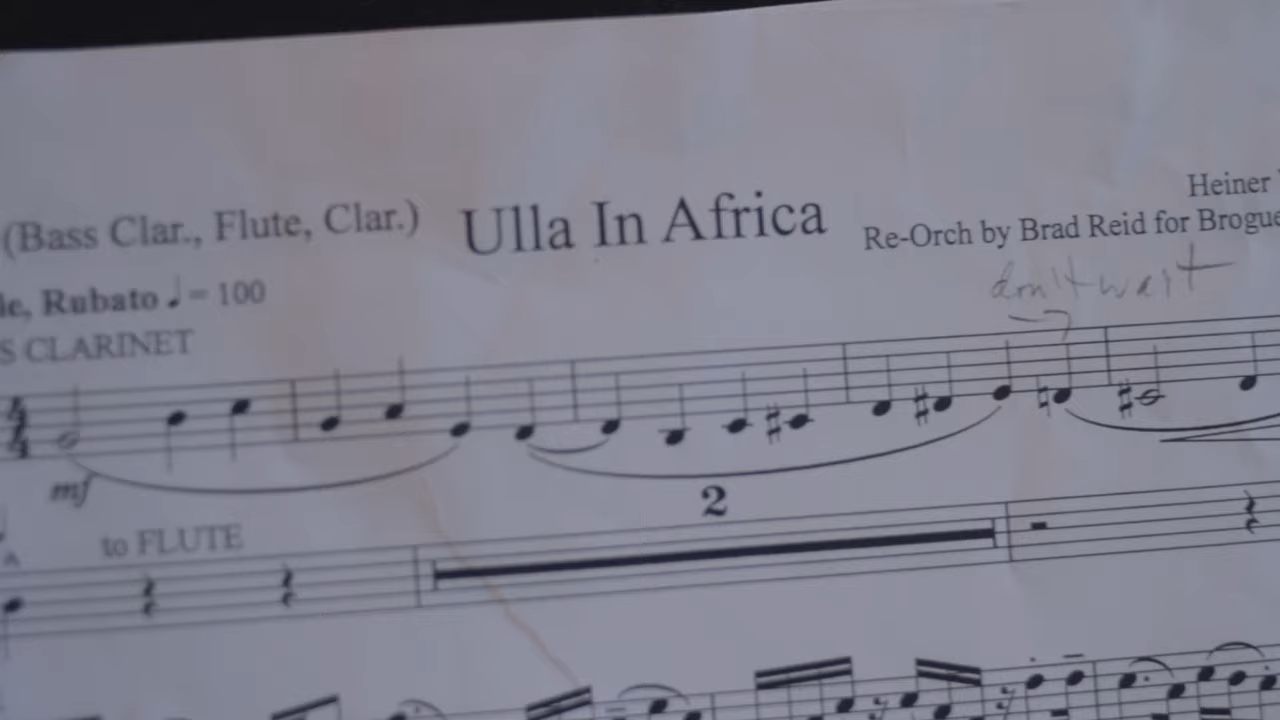 (Bass Clar., Flute, Clar.)
Ulla In Africa
Heiner
Re-Orch by Brad Reid for Brogue
don't wait
le, Rubato ♩ = 100
S CLARINET
mf
to FLUTE
2